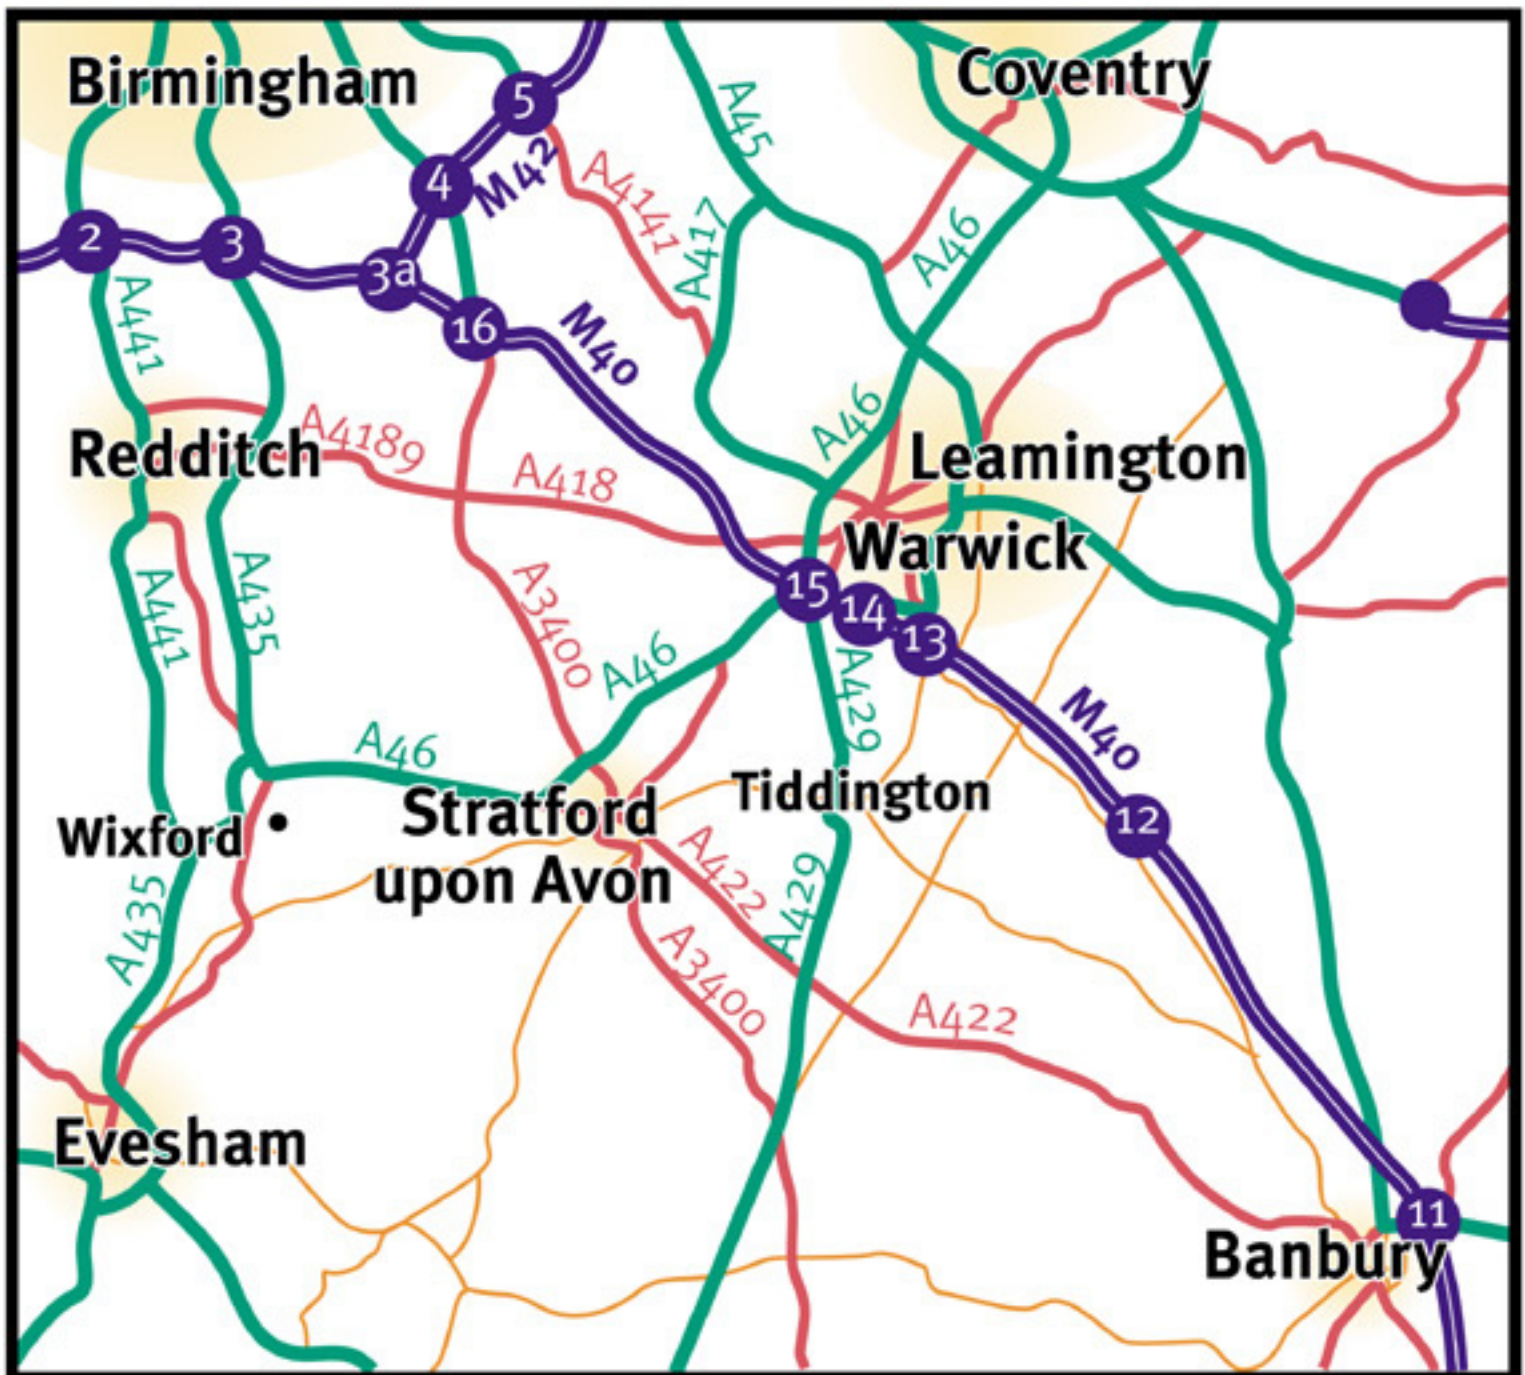 Birmingham
Coventry
5
A45
M42
4
A4141
A417
A46
2
3
3a
16
M40
A441
A46
Redditch
A4189
A418
Leamington
Warwick
15
14
13
A441
A435
A3400
A46
A429
M40
A46
Tiddington
12
Wixford
Stratford
upon Avon
A422
A429
A435
A3400
A422
Evesham
11
Banbury